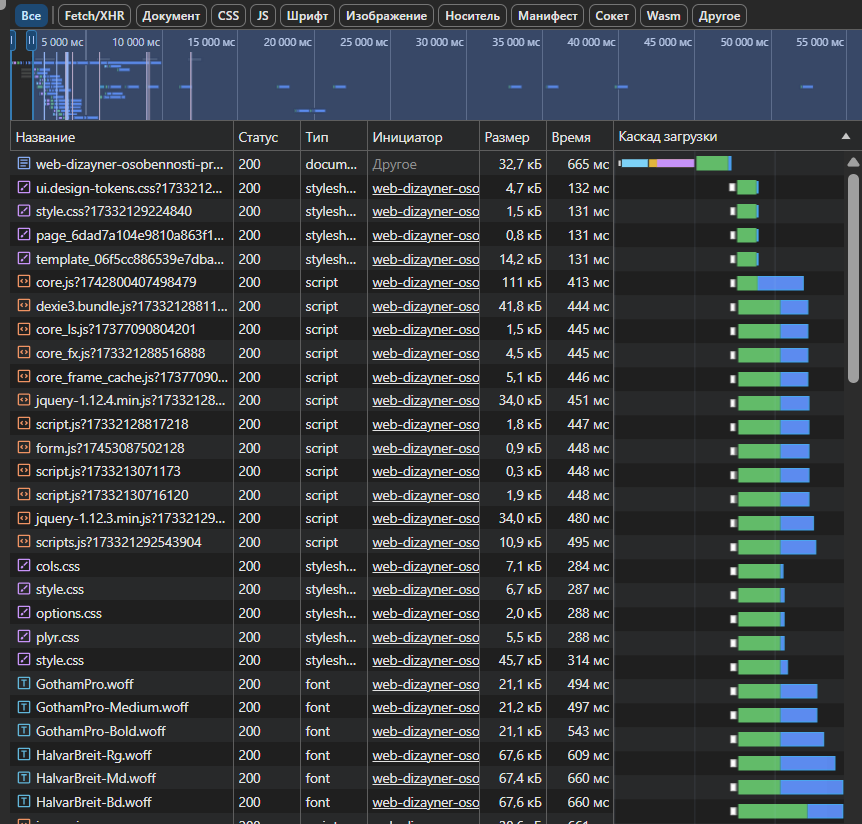 Все Fetch/XHR Документ CSS JS Шрифт Изображение Носитель Манифест Сокет Wasm Другое
5 000 мс 10 000 мс 15 000 мс 20 000 мс 25 000 мс 30 000 мс 35 000 мс 40 000 мс 45 000 мс 50 000 мс 55 000 мс
Название Статус Тип Инициатор Размер Время Каскад загрузки
web-dizayner-osobennosti-pr... 200 docum... Другое 32,7 кБ 665 мс
ui.design-tokens.css?1733212... 200 stylesh... web-dizayner-oso 4,7 кБ 132 мс
style.css?17332129224840 200 stylesh... web-dizayner-oso 1,5 кБ 131 мс
page_6dad7a104e9810a863f1... 200 stylesh... web-dizayner-oso 0,8 кБ 131 мс
template_06f5cc886539e7dba... 200 stylesh... web-dizayner-oso 14,2 кБ 131 мс
core.js?1742800407498479 200 script web-dizayner-oso 111 кБ 413 мс
dexie3.bundle.js?17332128811... 200 script web-dizayner-oso 41,8 кБ 444 мс
core_ls.js?17377090804201 200 script web-dizayner-oso 1,5 кБ 445 мс
core_fx.js?173321288516888 200 script web-dizayner-oso 4,5 кБ 445 мс
core_frame_cache.js?17377090... 200 script web-dizayner-oso 5,1 кБ 446 мс
jquery-1.12.4.min.js?17332128... 200 script web-dizayner-oso 34,0 кБ 451 мс
script.js?17332128817218 200 script web-dizayner-oso 1,8 кБ 447 мс
form.js?17453087502128 200 script web-dizayner-oso 0,9 кБ 448 мс
script.js?1733213071173 200 script web-dizayner-oso 0,3 кБ 448 мс
script.js?17332130716120 200 script web-dizayner-oso 1,9 кБ 448 мс
jquery-1.12.3.min.js?17332129... 200 script web-dizayner-oso 34,0 кБ 480 мс
scripts.js?173321292543904 200 script web-dizayner-oso 10,9 кБ 495 мс
cols.css 200 stylesh... web-dizayner-oso 7,1 кБ 284 мс
style.css 200 stylesh... web-dizayner-oso 6,7 кБ 287 мс
options.css 200 stylesh... web-dizayner-oso 2,0 кБ 288 мс
plyr.css 200 stylesh... web-dizayner-oso 5,5 кБ 288 мс
style.css 200 stylesh... web-dizayner-oso 45,7 кБ 314 мс
GothamPro.woff 200 font web-dizayner-oso 21,1 кБ 494 мс
GothamPro-Medium.woff 200 font web-dizayner-oso 21,2 кБ 497 мс
GothamPro-Bold.woff 200 font web-dizayner-oso 21,1 кБ 543 мс
HalvarBreit-Rg.woff 200 font web-dizayner-oso 67,6 кБ 609 мс
HalvarBreit-Md.woff 200 font web-dizayner-oso 67,4 кБ 660 мс
HalvarBreit-Bd.woff 200 font web-dizayner-oso 67,6 кБ 660 мс